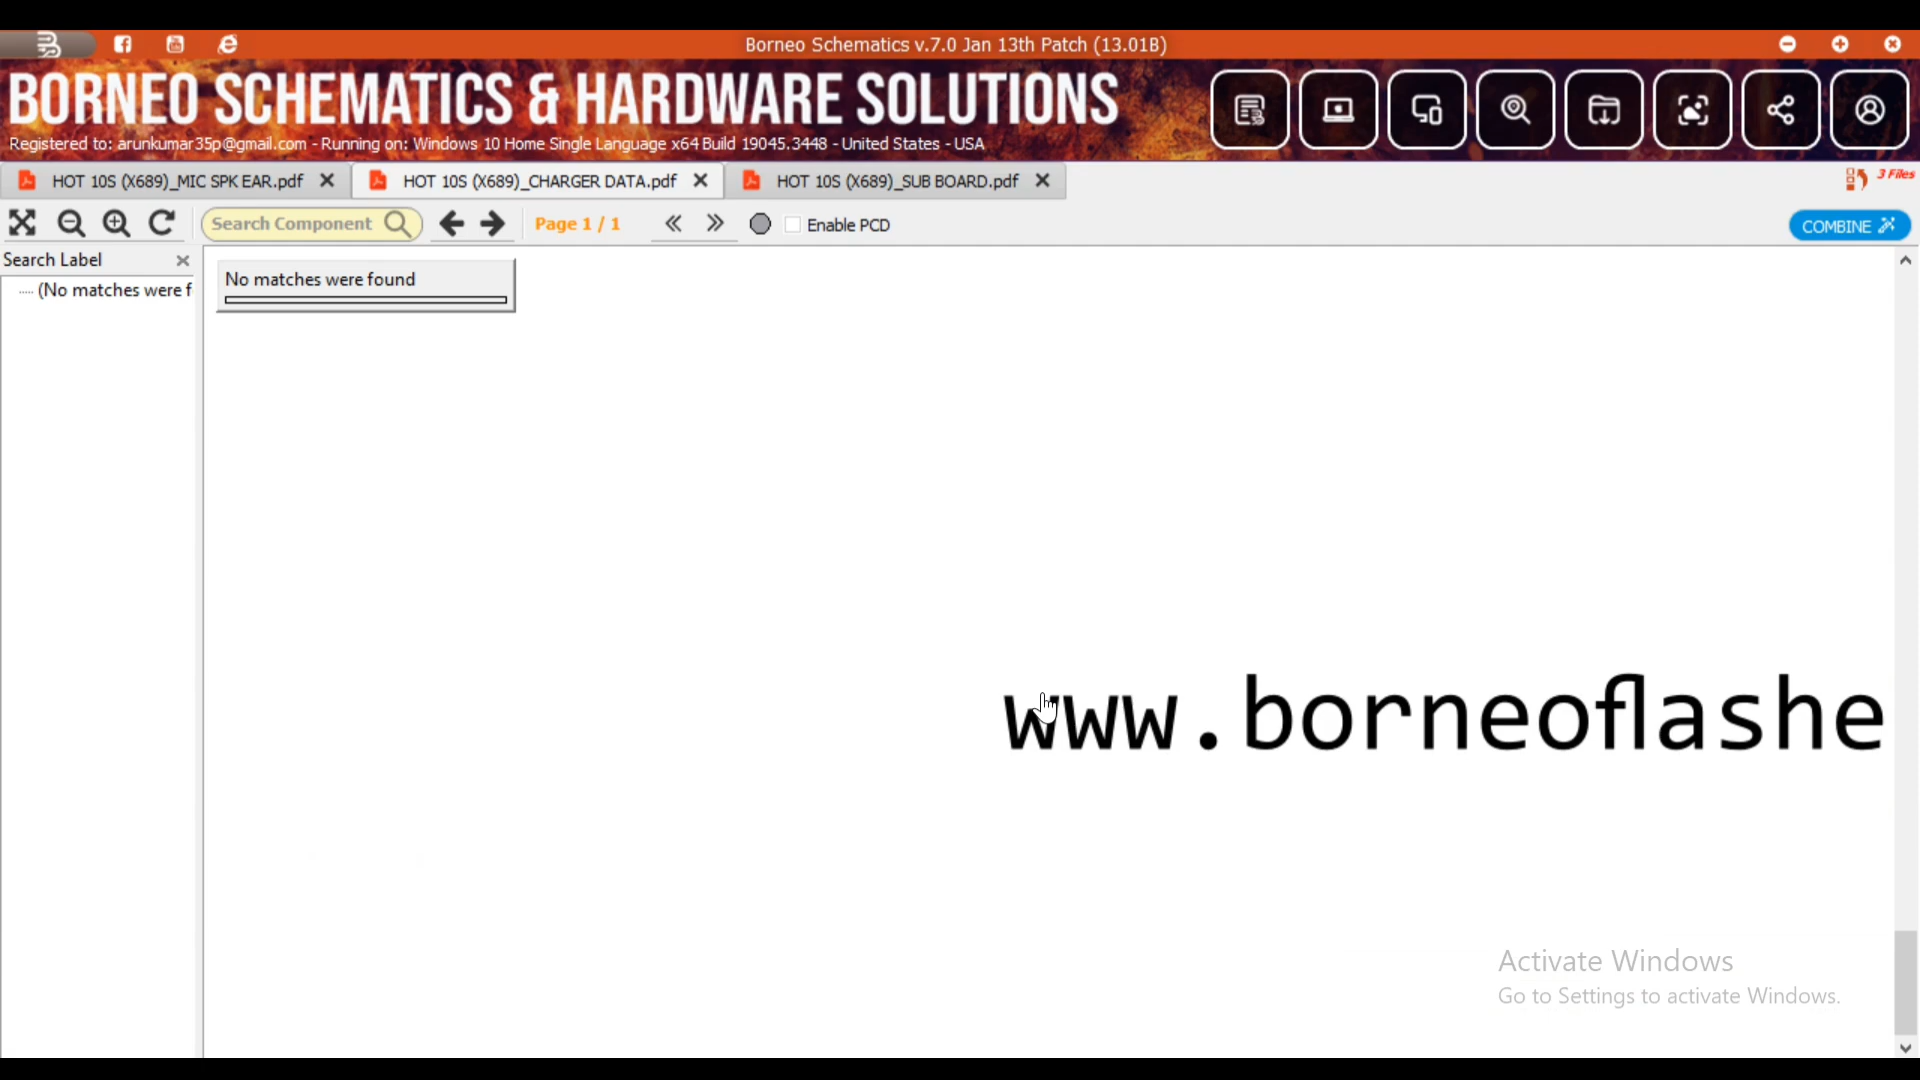 Borneo Schematics v.7.0 Jan 13th Patch (13.01B)
BORNEO SCHEMATICS & HARDWARE SOLUTIONS
Registered to: arunkumar35p@gmail.com - Running on: Windows 10 Home Single Language x64 Build 19045.3448 - United States - USA
HOT 10S (X689)_MIC SPK EAR.pdf HOT 10S (X689)_CHARGER DATA.pdf HOT 10S (X689)_SUB BOARD.pdf 3 Files
Search Component Page 1 / 1 Enable PCD COMBINE
Search Label
(No matches were f
No matches were found
www.borneoflashe
Activate Windows
Go to Settings to activate Windows.